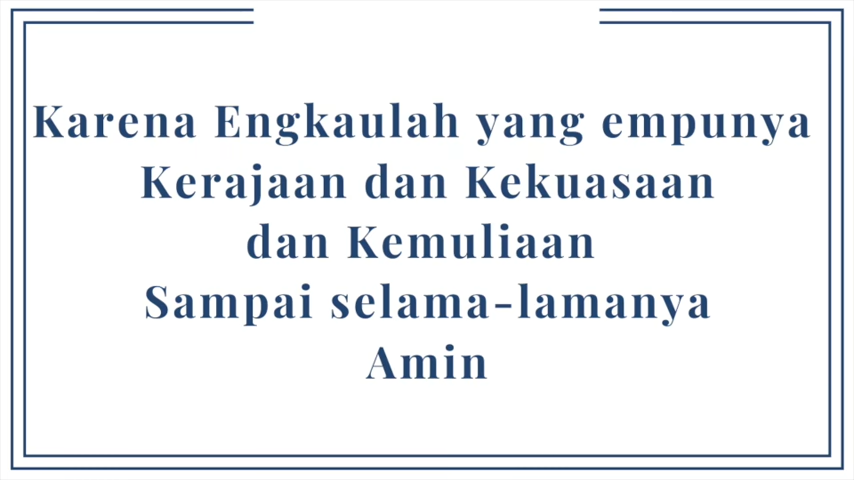 Karena Engkaulah yang empunya
Kerajaan dan Kekuasaan
dan Kemuliaan
Sampai selama-lamanya
Amin